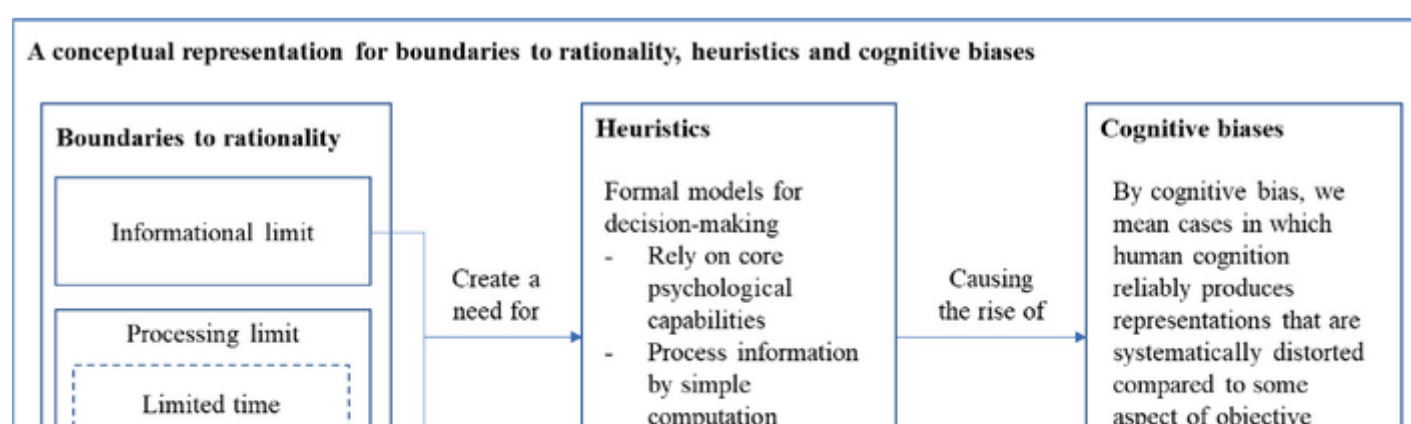 A conceptual representation for boundaries to rationality, heuristics and cognitive biases
Boundaries to rationality
Informational limit
Processing limit
Limited time
Create a
need for
Heuristics
Formal models for
decision-making
- Rely on core
psychological
capabilities
- Process information
by simple
computation
Causing
the rise of
Cognitive biases
By cognitive bias, we
mean cases in which
human cognition
reliably produces
representations that are
systematically distorted
compared to some
aspect of objective